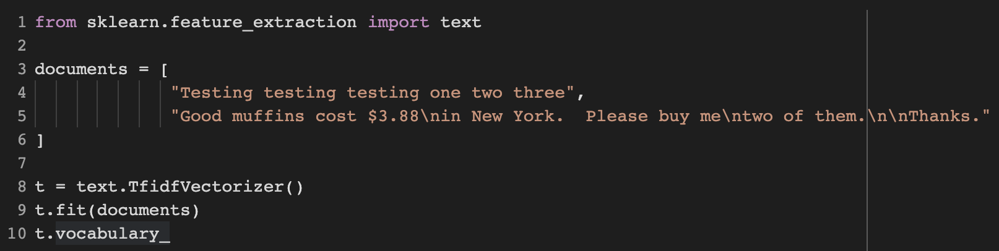 1 from sklearn.feature_extraction import text
2
3 documents = [
4 "Testing testing testing one two three",
5 "Good muffins cost $3.88\nin New York.  Please buy me\ntwo of them.\n\nThanks."
6 ]
7
8 t = text.TfidfVectorizer()
9 t.fit(documents)
10 t.vocabulary_